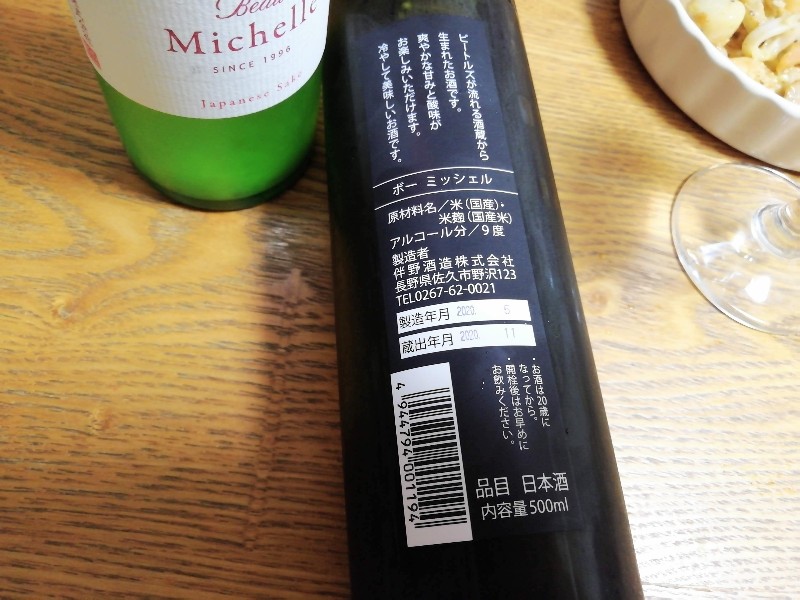 Beau
Michelle
SINCE 1996
Japanese Sake
ビートルズが流れる酒蔵から
生まれたお酒です。
爽やかな甘みと酸味が
お楽しみいただけます。
冷やして美味しいお酒です。
ボー ミッシェル
原材料名／米（国産）・
米麹（国産米）
アルコール分／9度
製造者
伴野酒造株式会社
長野県佐久市野沢123
TEL0267-62-0021
製造年月 2020. 5
蔵出年月 2020. 11
・お酒は20歳に
なってから。
・開栓後はお早めに
お飲みください。
4944794001194
品目 日本酒
内容量500ml